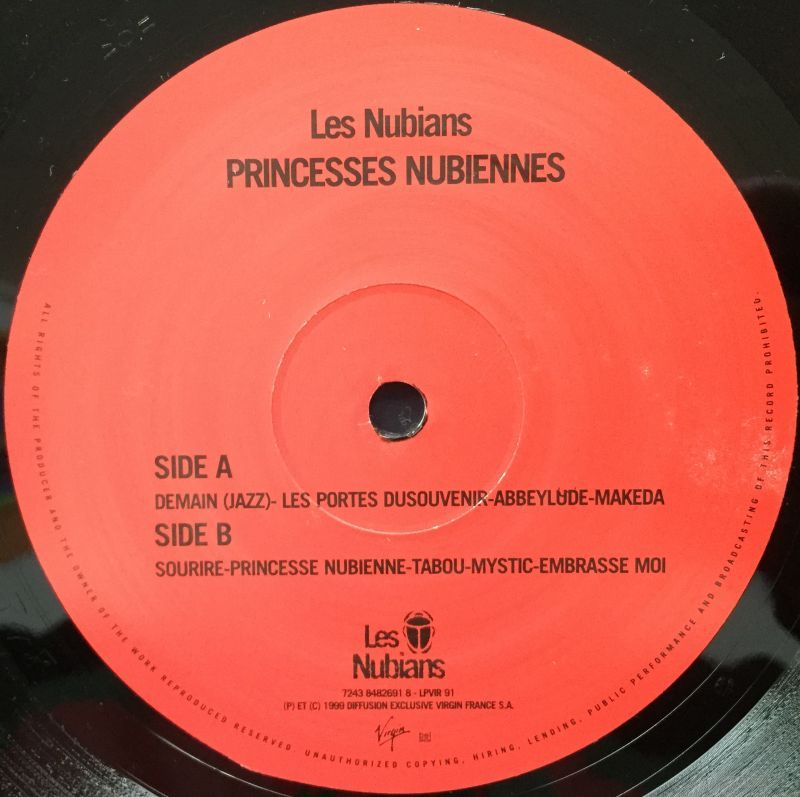 Les Nubians
PRINCESSES NUBIENNES
SIDE A
DEMAIN (JAZZ)- LES PORTES DUSOUVENIR-ABBEYLUDE-MAKEDA
SIDE B
SOURIRE-PRINCESSE NUBIENNE-TABOU-MYSTIC-EMBRASSE MOI
Les
Nubians
7243 8482691 8 - LPVIR 91
(P) ET (C) 1999 DIFFUSION EXCLUSIVE VIRGIN FRANCE S.A.
Virgin
ALL RIGHTS OF THE PRODUCER AND THE OWNER OF THE WORK REPRODUCED RESERVED. UNAUTHORIZED COPYING, HIRING, LENDING, PUBLIC PERFORMANCE AND BROADCASTING OF THIS RECORD PROHIBITED.